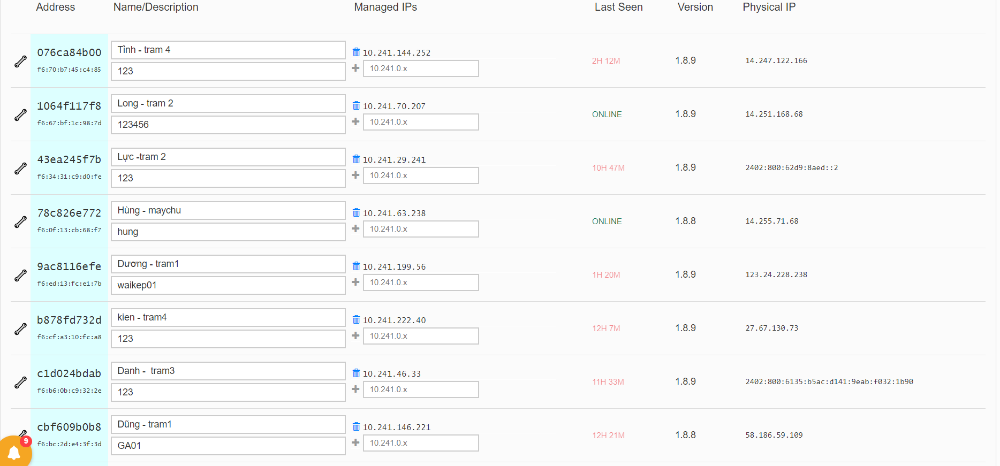 Address Name/Description Managed IPs Last Seen Version Physical IP
076ca84b00 Tỉnh - tram 4 10.241.144.252 2H 12M 1.8.9 14.247.122.166
f6:70:b7:45:c4:85 123 10.241.0.x
1064f117f8 Long - tram 2 10.241.70.207 ONLINE 1.8.9 14.251.168.68
f6:67:bf:1c:98:7d 123456 10.241.0.x
43ea245f7b Lực -tram 2 10.241.29.241 10H 47M 1.8.9 2402:800:62d9:8aed::2
f6:34:31:c9:d0:fe 123 10.241.0.x
78c826e772 Hùng - maychu 10.241.63.238 ONLINE 1.8.8 14.255.71.68
f6:0f:13:cb:68:f7 hung 10.241.0.x
9ac8116efe Dương - tram1 10.241.199.56 1H 20M 1.8.9 123.24.228.238
f6:ed:13:fc:e1:7b waikep01 10.241.0.x
b878fd732d kien - tram4 10.241.222.40 12H 7M 1.8.9 27.67.130.73
f6:cf:a3:10:fc:a8 123 10.241.0.x
c1d024bdab Danh -  tram3 10.241.46.33 11H 33M 1.8.9 2402:800:6135:b5ac:d141:9eab:f032:1b90
f6:b6:0b:c9:32:2e 123 10.241.0.x
cbf609b0b8 Dũng - tram1 10.241.146.221 12H 21M 1.8.8 58.186.59.109
9 f6:bc:2d:e4:3f:3d GA01 10.241.0.x